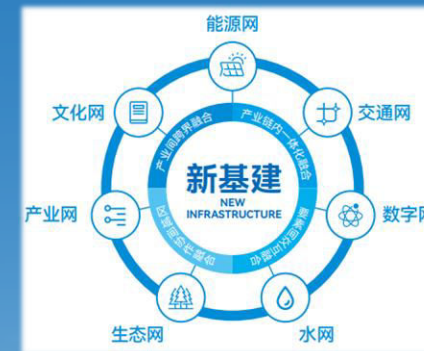 能源网
文化网
交通网
产业间跨界融合
产业链内一体化融合
新基建
NEW
INFRASTRUCTURE
产业网
数字网
生态网
水网